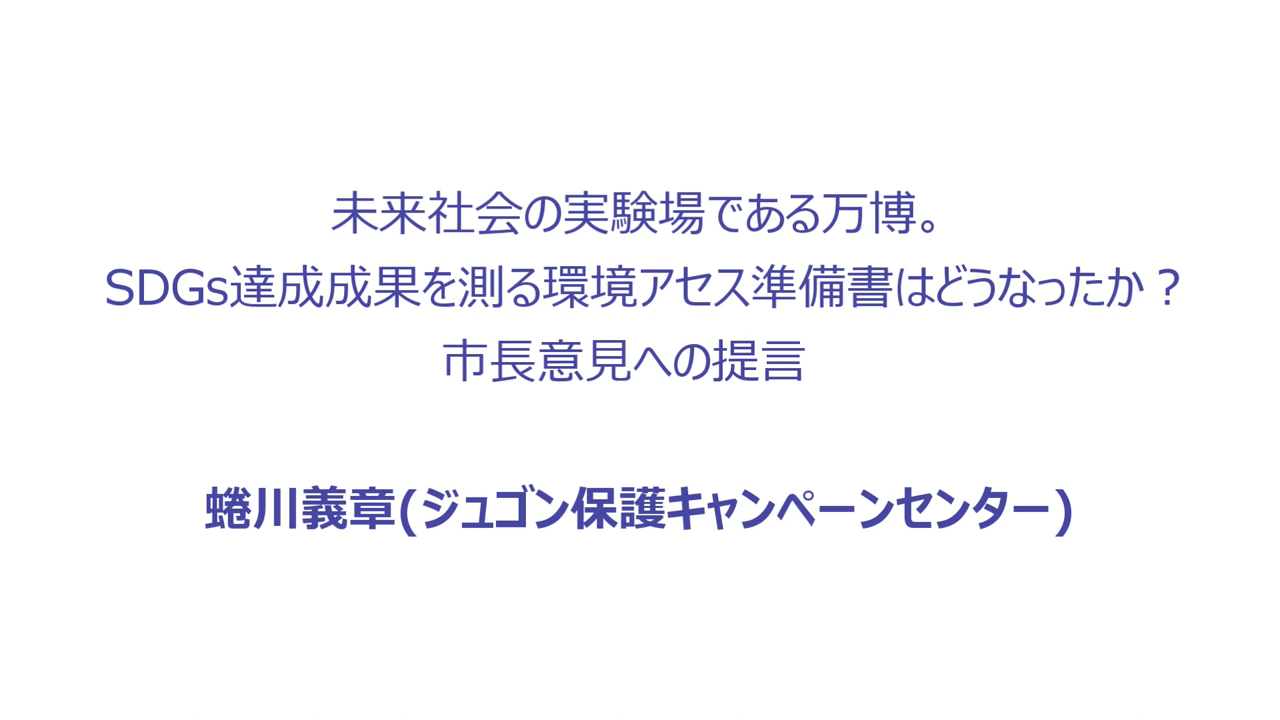 未来社会の実験場である万博。
SDGs達成成果を測る環境アセス準備書はどうなったか？
市長意見への提言
蜷川義章(ジュゴン保護キャンペーンセンター)